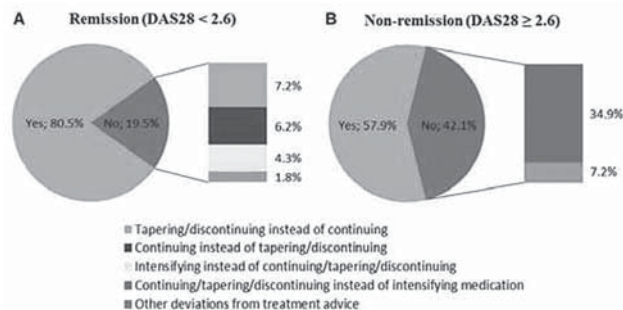 A Remission (DAS28 < 2.6)
B Non-remission (DAS28 ≥ 2.6)
Yes; 80.5%
No; 19.5%
7.2%
6.2%
4.3%
1.8%
Yes; 57.9%
No; 42.1%
34.9%
7.2%
Tapering/discontinuing instead of continuing
Continuing instead of tapering/discontinuing
Intensifying instead of continuing/tapering/discontinuing
Continuing/tapering/discontinuing instead of intensifying medication
Other deviations from treatment advice